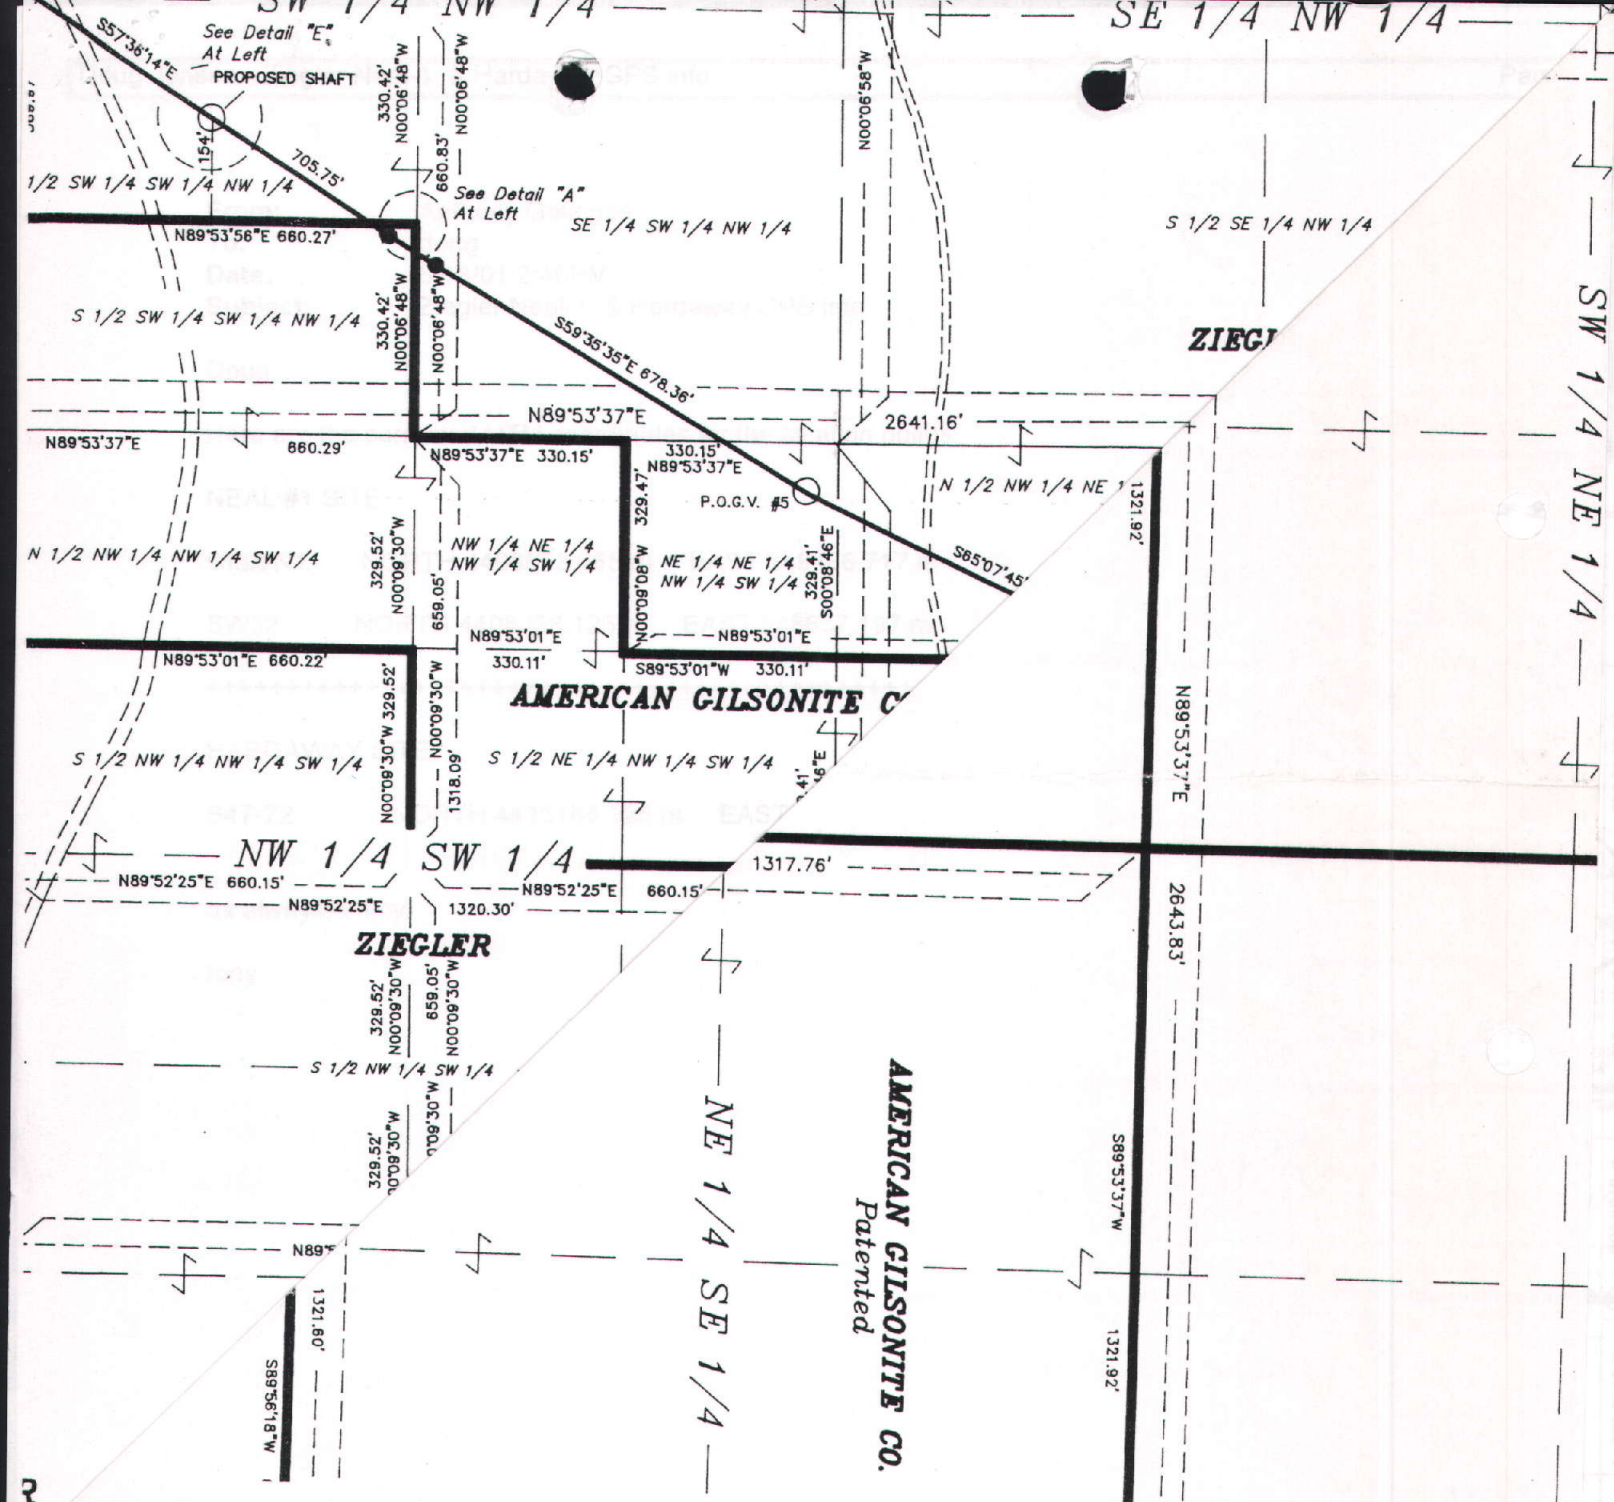 SW 1/4 NW 1/4
SE 1/4 NW 1/4
See Detail "E"
At Left
PROPOSED SHAFT
S57°36'14"E
154'
705.75'
330.42'
N00°06'48"W
660.83'
N00°06'48"W
N00°06'58"W
1/2 SW 1/4 SW 1/4 NW 1/4
See Detail "A"
At Left
SE 1/4 SW 1/4 NW 1/4
S 1/2 SE 1/4 NW 1/4
N89°53'56"E 660.27'
S 1/2 SW 1/4 SW 1/4 NW 1/4
330.42'
N00°06'48"W
N00°06'48"W
S59°35'35"E 678.36'
ZIEGL
SW 1/4 NE 1/4
N89°53'37"E
2641.16'
N89°53'37"E
660.29'
N89°53'37"E 330.15'
330.15'
N89°53'37"E
P.O.G.V. #5
N 1/2 NW 1/4 NE 1
1321.92'
329.47'
N00°09'08"W
N 1/2 NW 1/4 NW 1/4 SW 1/4
329.52'
N00°09'30"W
659.05'
NW 1/4 NE 1/4
NW 1/4 SW 1/4
NE 1/4 NE 1/4
NW 1/4 SW 1/4
329.41'
S00°08'46"E
S65°07'45"
N89°53'01"E
330.11'
N89°53'01"E
N89°53'01"E 660.22'
S89°53'01"W 330.11'
AMERICAN GILSONITE C
N89°53'37"E
N00°09'30"W 329.52'
N00°09'30"W
1318.09'
S 1/2 NW 1/4 NW 1/4 SW 1/4
S 1/2 NE 1/4 NW 1/4 SW 1/4
.41'
46"E
NW 1/4 SW 1/4
1317.76'
N89°52'25"E 660.15'
N89°52'25"E 660.15'
N89°52'25"E
1320.30'
2643.83'
ZIEGLER
329.52'
N00°09'30"W
659.05'
N00°09'30"W
S 1/2 NW 1/4 SW 1/4
329.52'
00°09'30"W
00°09'30"W
NE 1/4 SE 1/4
AMERICAN GILSONITE CO.
Patented
S89°53'37"W
1321.92'
N89°5
1321.60'
S89°56'18"W